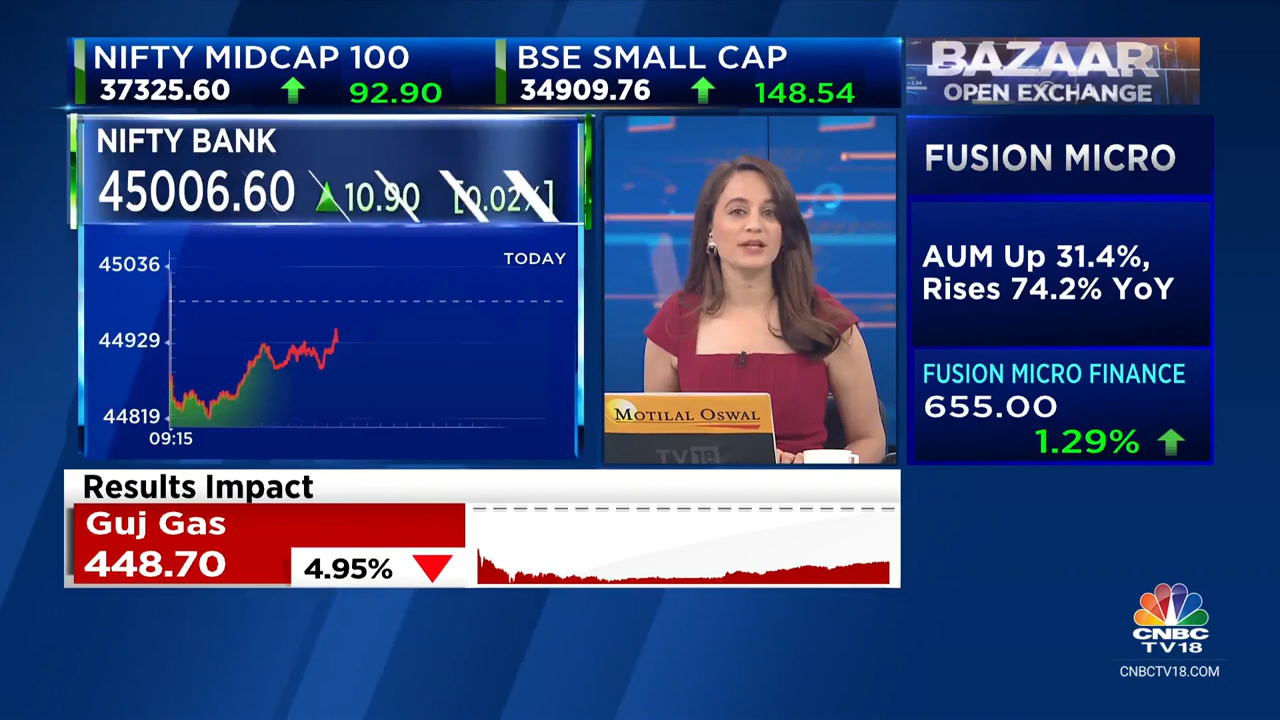 NIFTY MIDCAP 100
37325.60 92.90
BSE SMALL CAP
34909.76 148.54
BAZAAR
OPEN EXCHANGE
NIFTY BANK
45006.60 10.90 [0.02%]
TODAY
45036
44929
44819
09:15
MOTILAL OSWAL
TV18
FUSION MICRO
AUM Up 31.4%,
Rises 74.2% YoY
FUSION MICRO FINANCE
655.00
1.29%
Results Impact
Guj Gas
448.70
4.95%
CNBC
TV18
CNBCTV18.COM